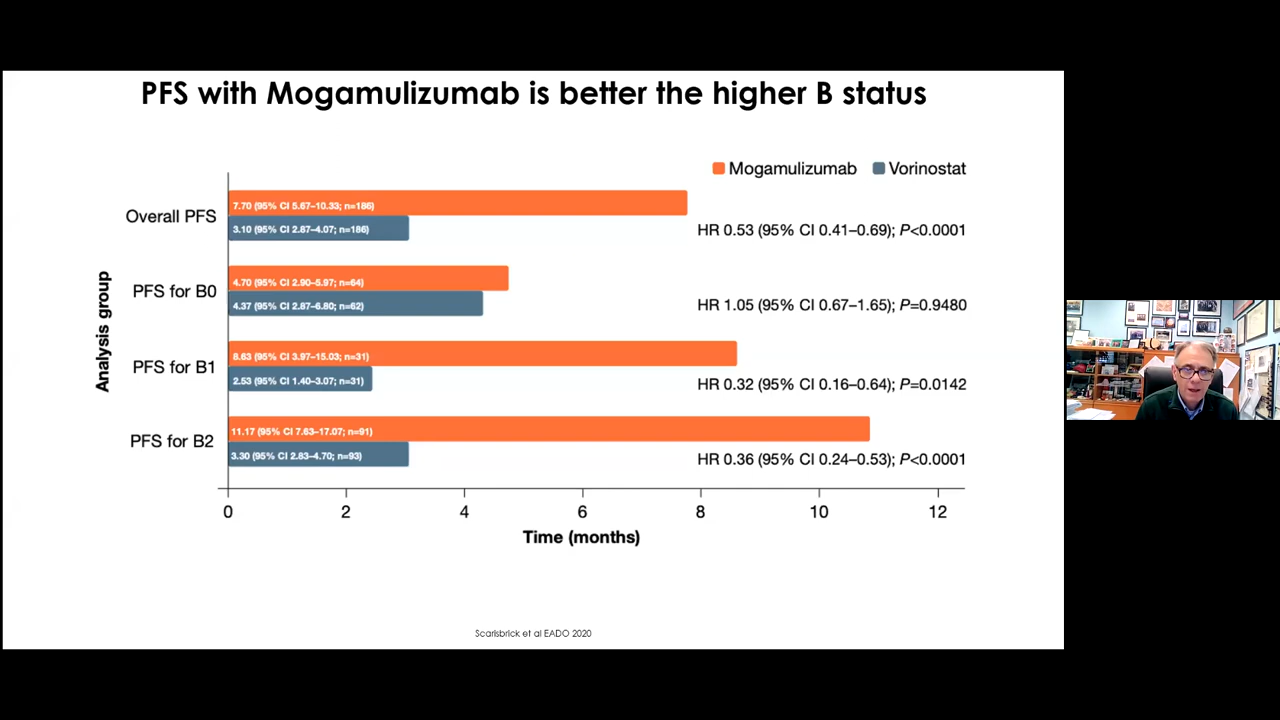 PFS with Mogamulizumab is better the higher B status
Mogamulizumab
Vorinostat
Analysis group
Overall PFS
7.70 (95% CI 5.67–10.33; n=186)
3.10 (95% CI 2.87–4.07; n=186)
HR 0.53 (95% CI 0.41–0.69); P<0.0001
PFS for B0
4.70 (95% CI 2.90–5.97; n=64)
4.37 (95% CI 2.87–6.80; n=62)
HR 1.05 (95% CI 0.67–1.65); P=0.9480
PFS for B1
8.63 (95% CI 3.97–15.03; n=31)
2.53 (95% CI 1.40–3.07; n=31)
HR 0.32 (95% CI 0.16–0.64); P=0.0142
PFS for B2
11.17 (95% CI 7.63–17.07; n=91)
3.30 (95% CI 2.83–4.70; n=93)
HR 0.36 (95% CI 0.24–0.53); P<0.0001
0 2 4 6 8 10 12
Time (months)
Scarisbrick et al EADO 2020